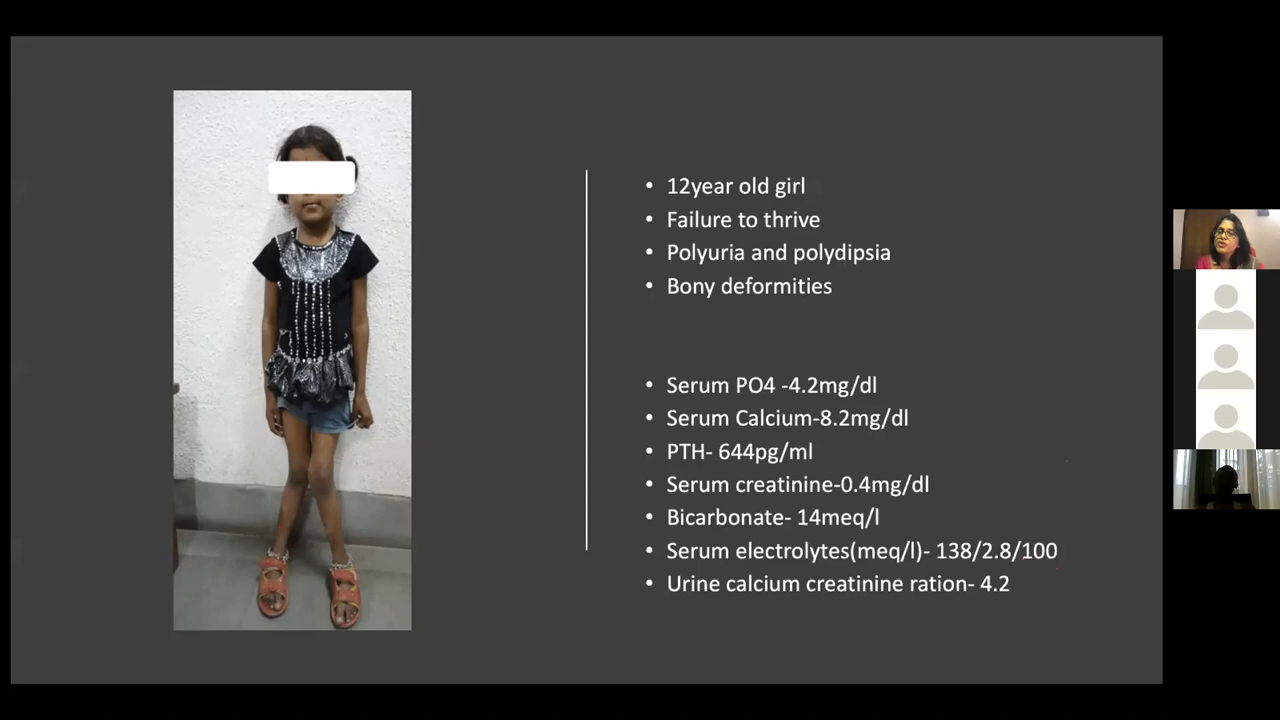 • 12year old girl
• Failure to thrive
• Polyuria and polydipsia
• Bony deformities
• Serum PO4 -4.2mg/dl
• Serum Calcium-8.2mg/dl
• PTH- 644pg/ml
• Serum creatinine-0.4mg/dl
• Bicarbonate- 14meq/l
• Serum electrolytes(meq/l)- 138/2.8/100
• Urine calcium creatinine ration- 4.2